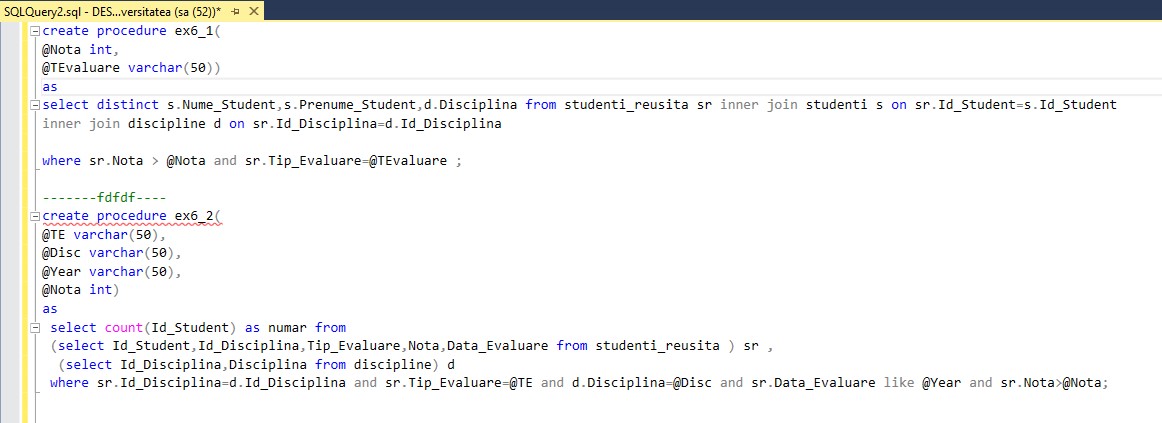 SQLQuery2.sql - DES...versitatea (sa (52))*
create procedure ex6_1(
@Nota int,
@TEvaluare varchar(50))
as
select distinct s.Nume_Student,s.Prenume_Student,d.Disciplina from studenti_reusita sr inner join studenti s on sr.Id_Student=s.Id_Student
inner join discipline d on sr.Id_Disciplina=d.Id_Disciplina
where sr.Nota > @Nota and sr.Tip_Evaluare=@TEvaluare ;
-------fdfdf----
create procedure ex6_2(
@TE varchar(50),
@Disc varchar(50),
@Year varchar(50),
@Nota int)
as
select count(Id_Student) as numar from
(select Id_Student,Id_Disciplina,Tip_Evaluare,Nota,Data_Evaluare from studenti_reusita ) sr ,
(select Id_Disciplina,Disciplina from discipline) d
where sr.Id_Disciplina=d.Id_Disciplina and sr.Tip_Evaluare=@TE and d.Disciplina=@Disc and sr.Data_Evaluare like @Year and sr.Nota>@Nota;